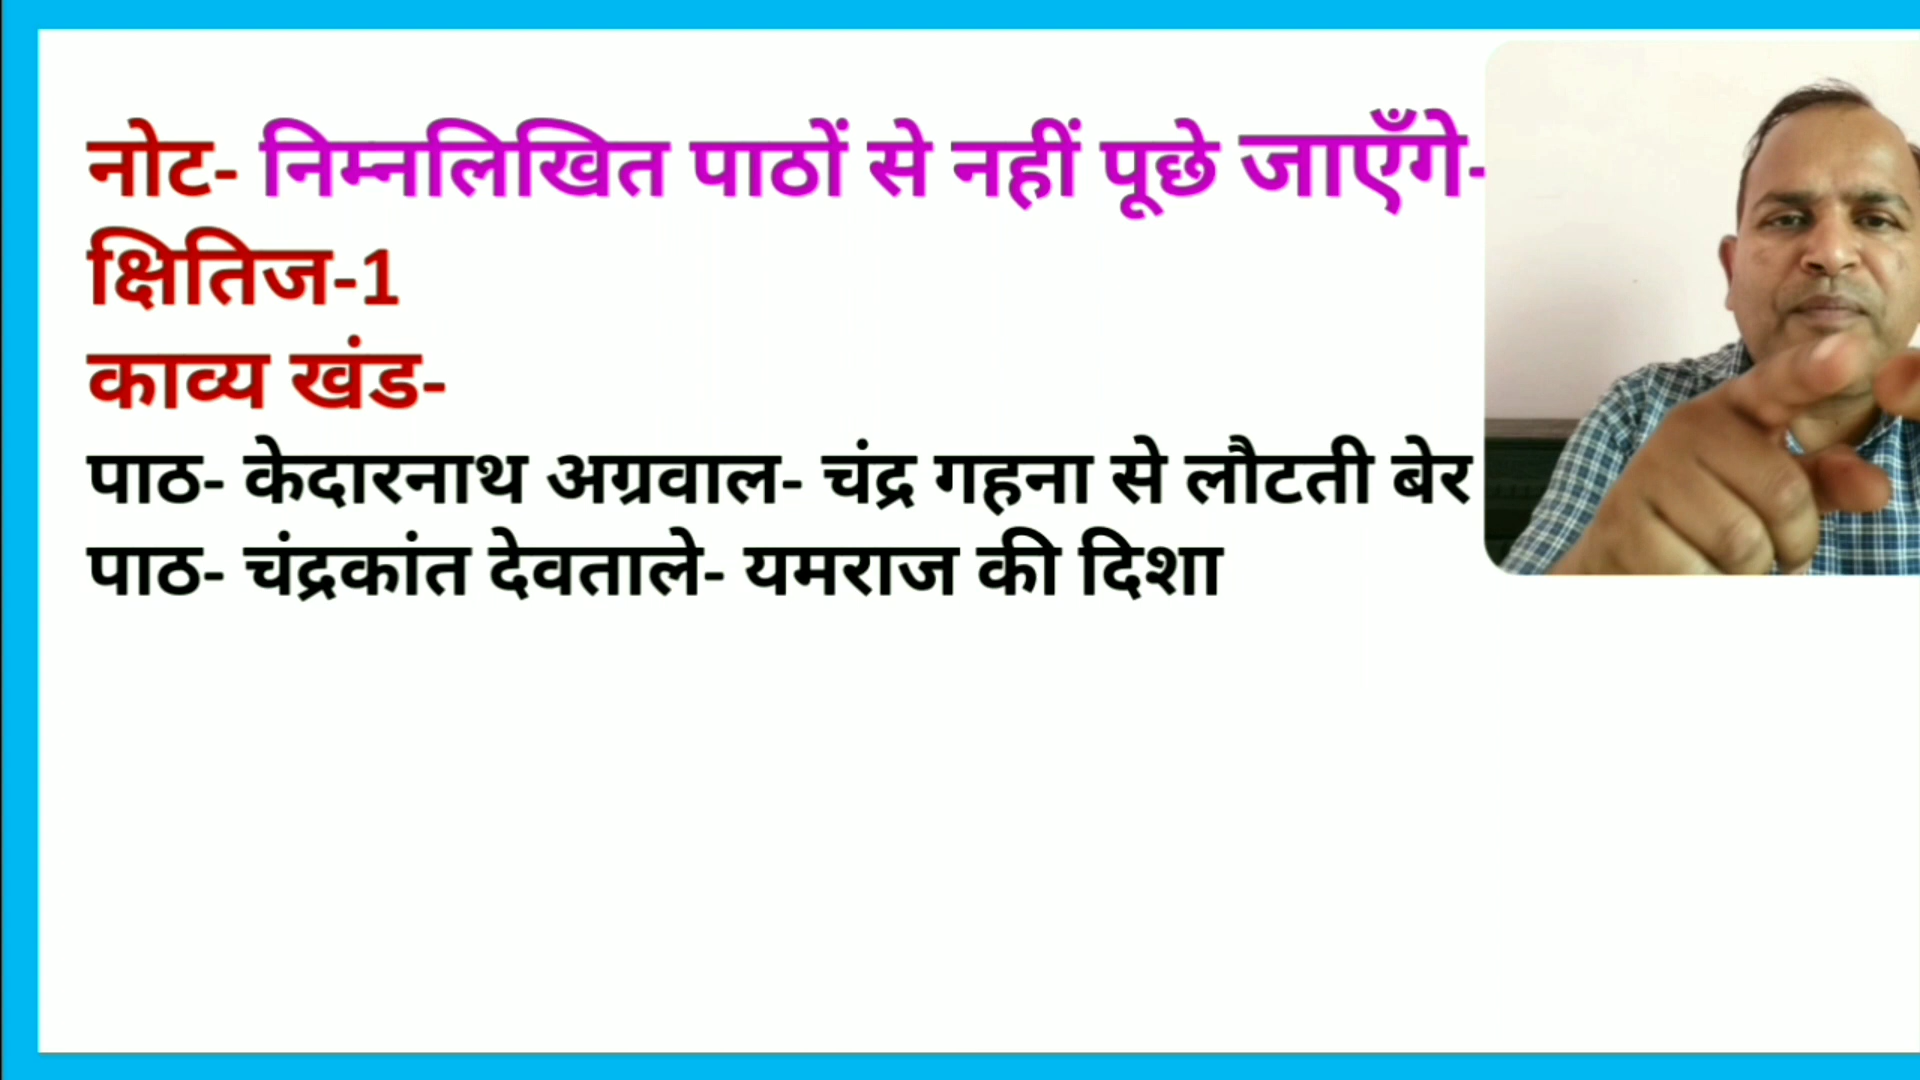 नोट- निम्नलिखित पाठों से नहीं पूछे जाएँगे-
क्षितिज-1
काव्य खंड-
पाठ- केदारनाथ अग्रवाल- चंद्र गहना से लौटती बेर
पाठ- चंद्रकांत देवताले- यमराज की दिशा